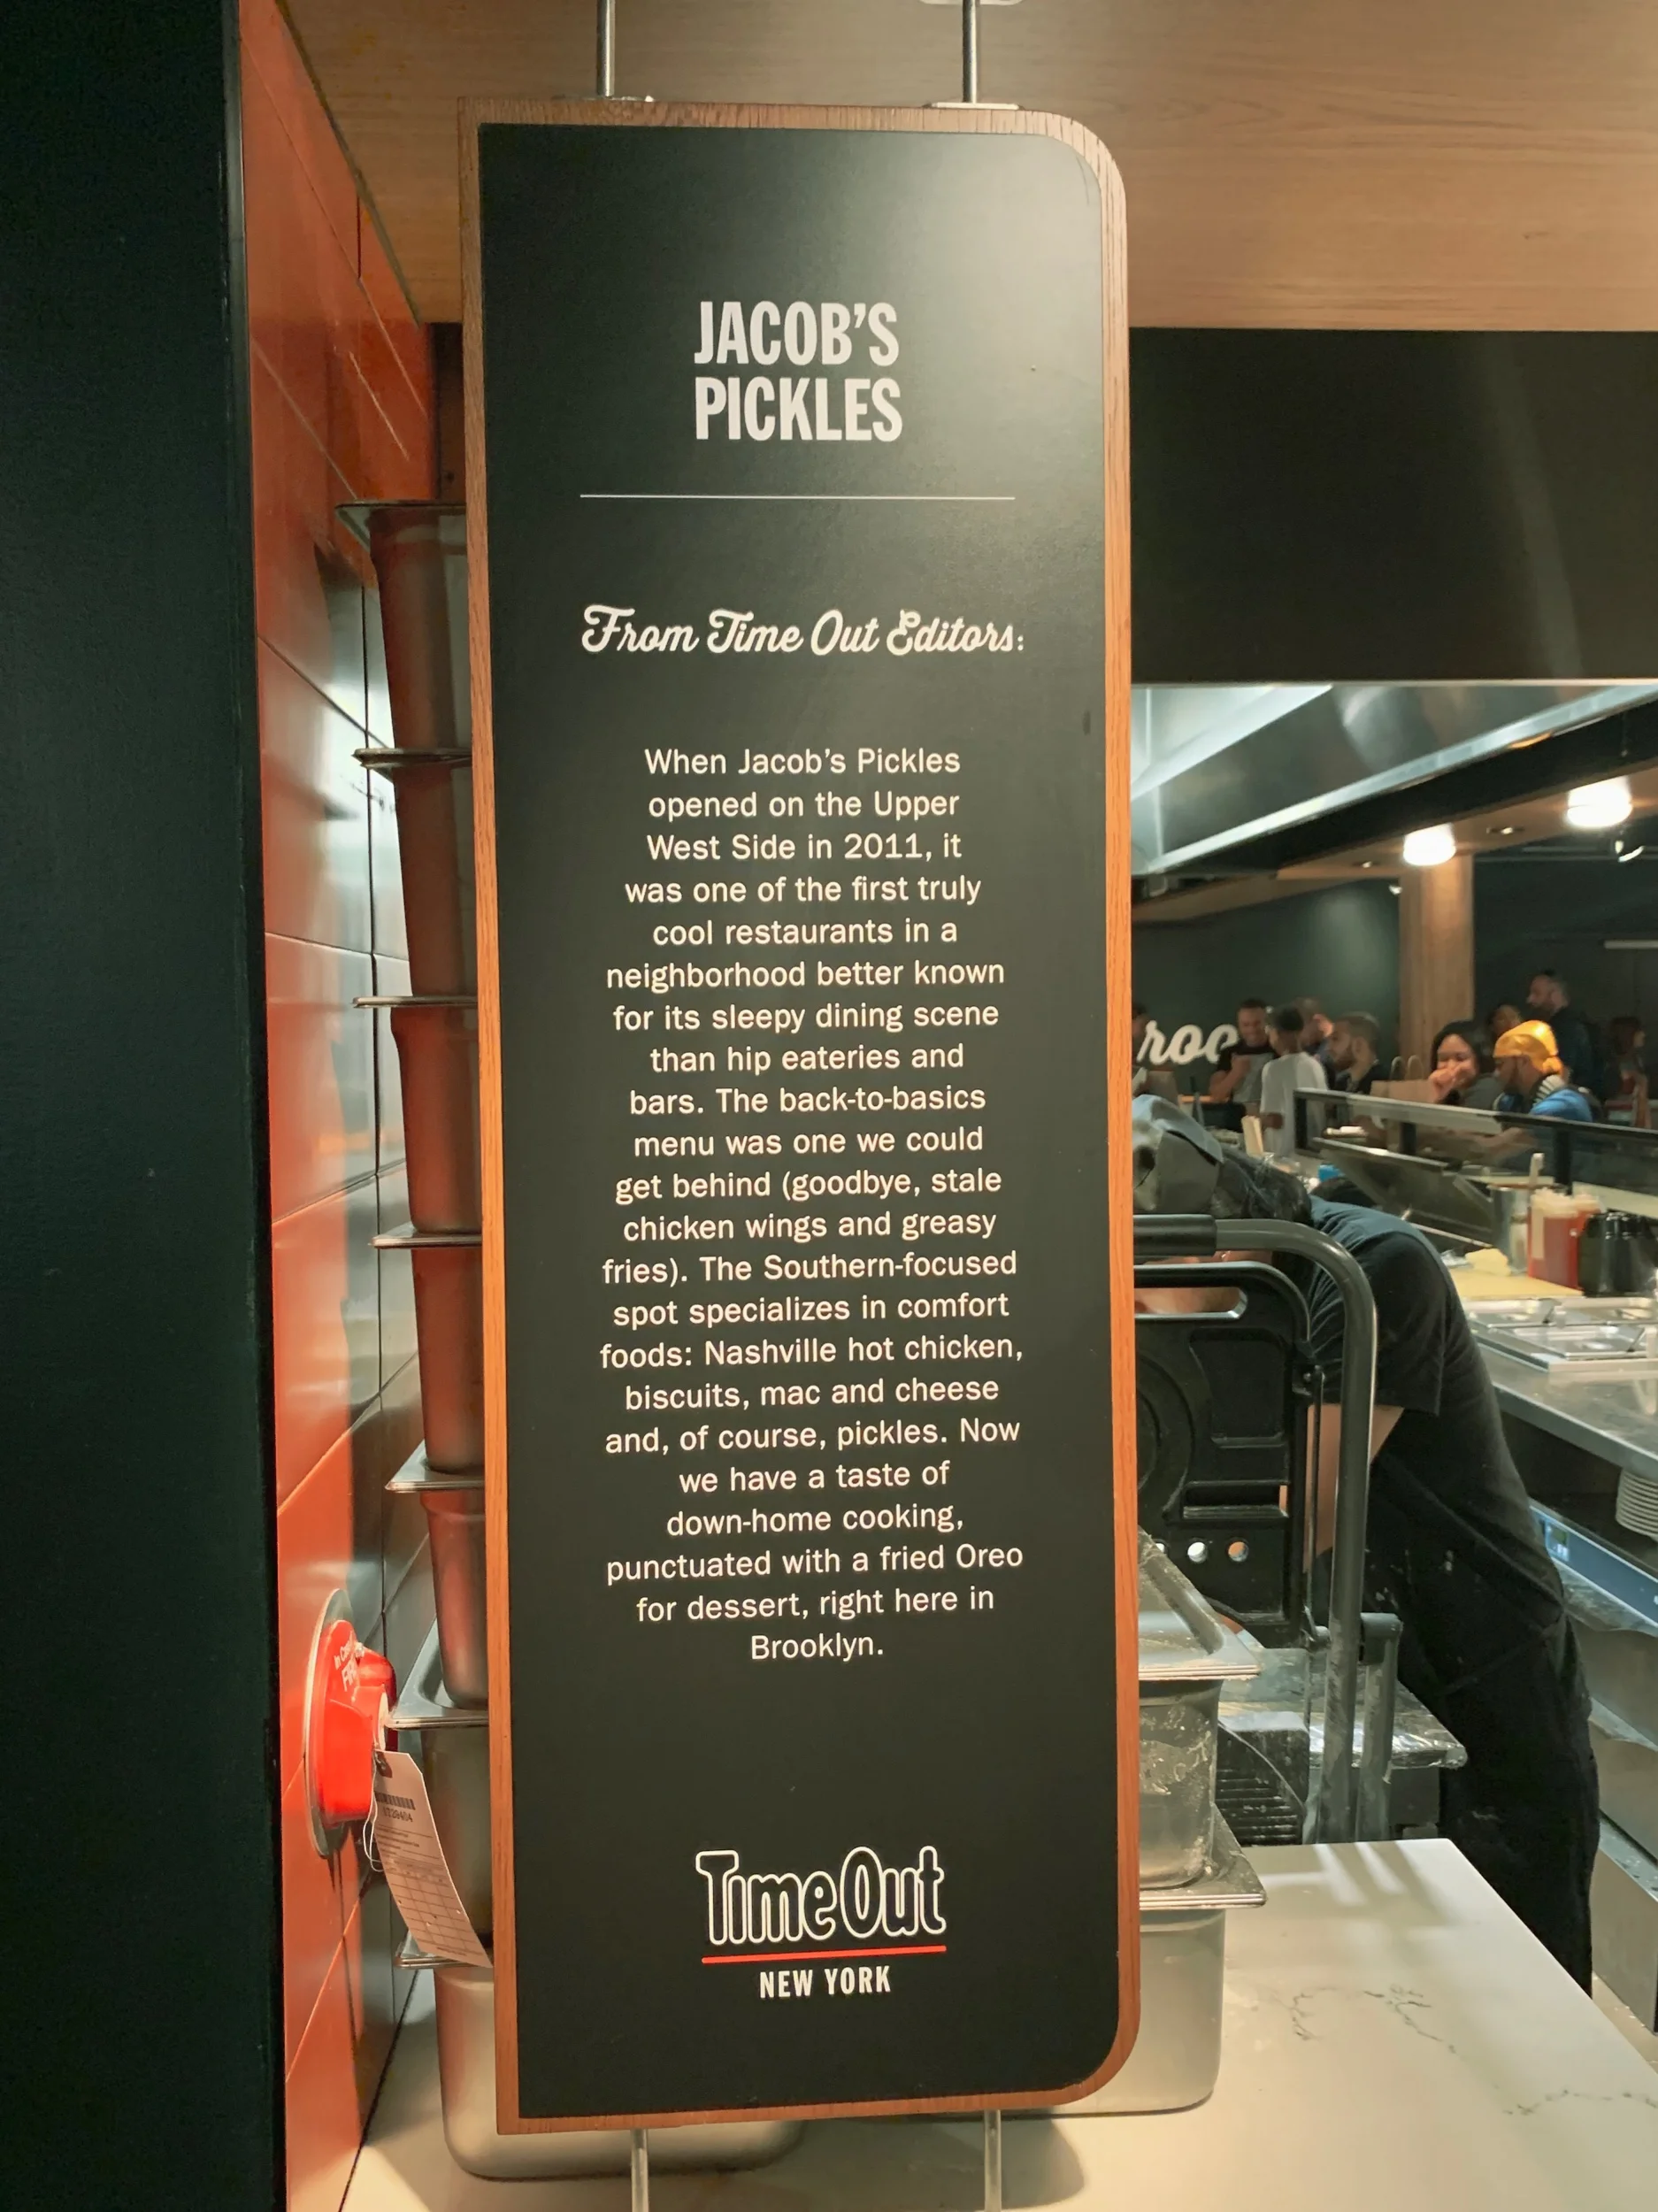 JACOB'S
PICKLES
From Time Out Editors:
When Jacob's Pickles
opened on the Upper
West Side in 2011, it
was one of the first truly
cool restaurants in a
neighborhood better known
for its sleepy dining scene
than hip eateries and
bars. The back-to-basics
menu was one we could
get behind (goodbye, stale
chicken wings and greasy
fries). The Southern-focused
spot specializes in comfort
foods: Nashville hot chicken,
biscuits, mac and cheese
and, of course, pickles. Now
we have a taste of
down-home cooking,
punctuated with a fried Oreo
for dessert, right here in
Brooklyn.
Time Out
NEW YORK